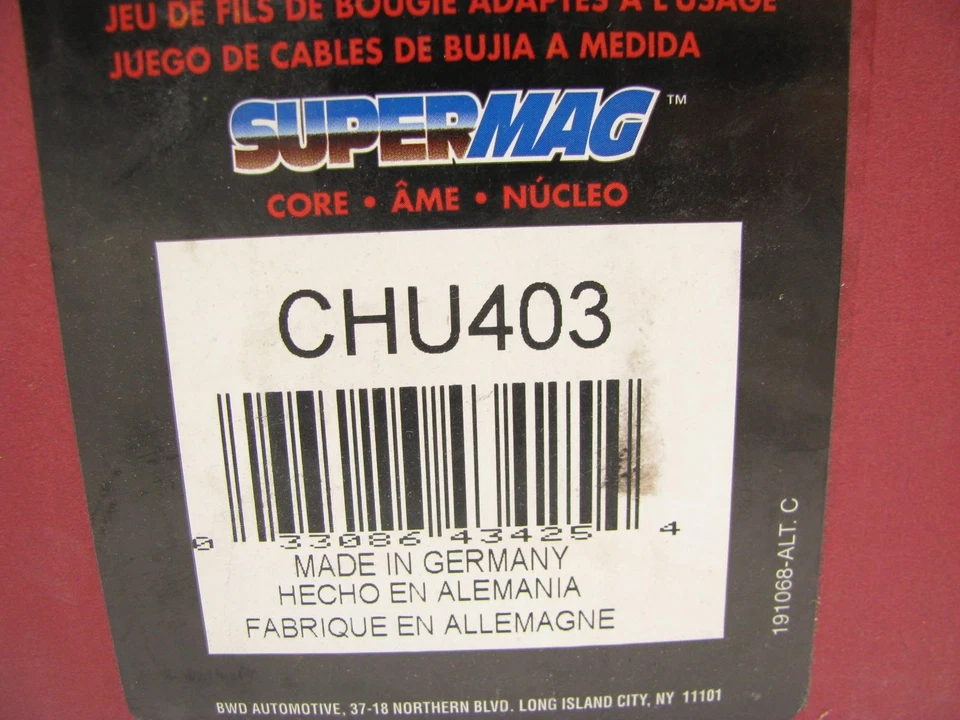 JEU DE FILS DE BOUGIE ADAPTÉS À L'USAGE
JUEGO DE CABLES DE BUJIA A MEDIDA
SUPERMAG™
CORE • ÂME • NÚCLEO
CHU403
0 33086 43425 4
MADE IN GERMANY
HECHO EN ALEMANIA
FABRIQUE EN ALLEMAGNE
191068-ALT. C
BWD AUTOMOTIVE, 37-18 NORTHERN BLVD. LONG ISLAND CITY, NY 11101